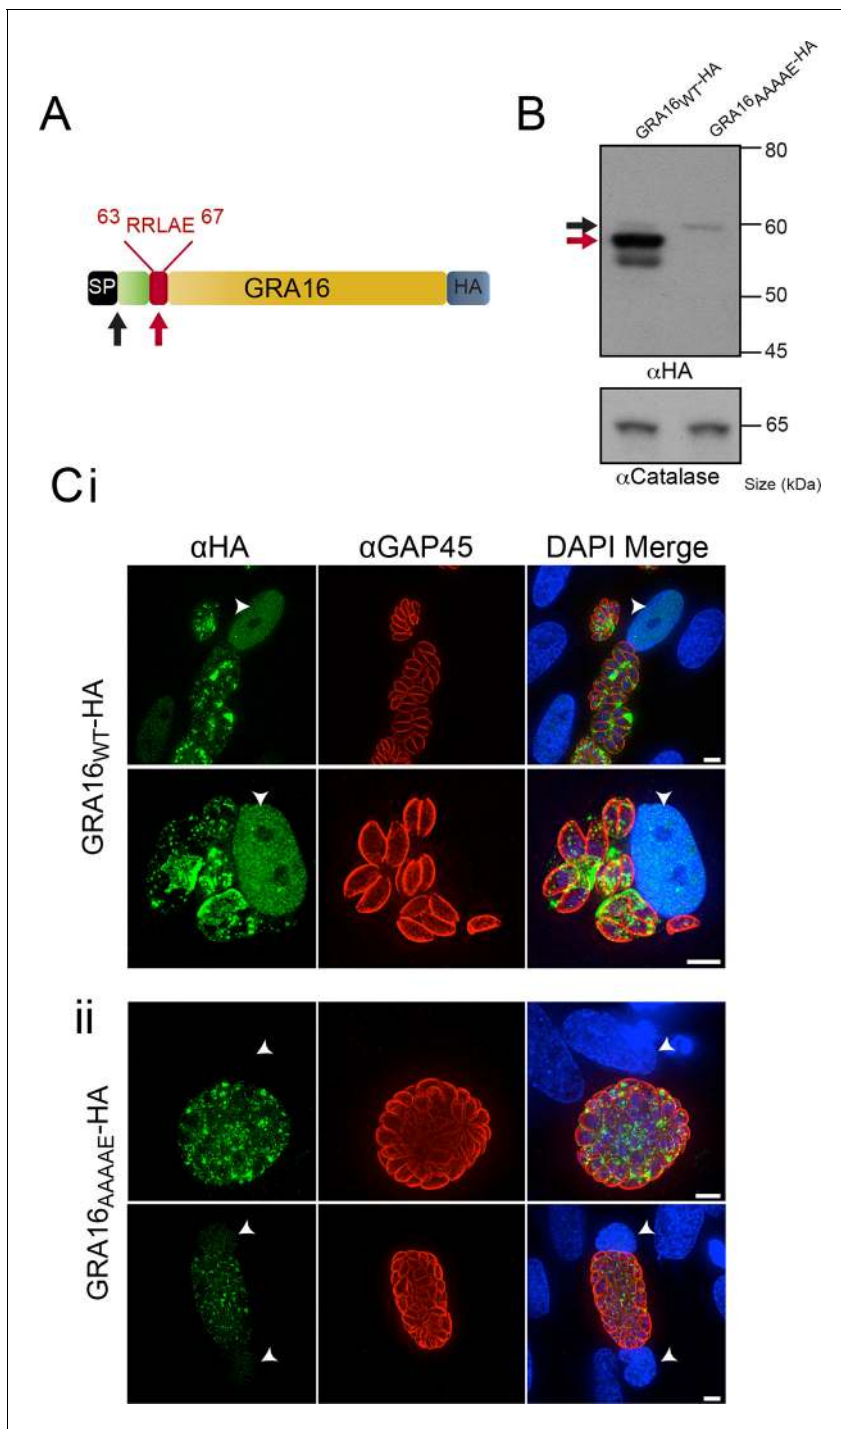 A
63 RRLAE 67
SP
GRA16
HA
B
GRA16WT-HA
GRA16AAAAE-HA
80
60
50
45
αHA
65
αCatalase
Size (kDa)
Ci
αHA
αGAP45
DAPI Merge
GRA16WT-HA
ii
GRA16AAAAE-HA